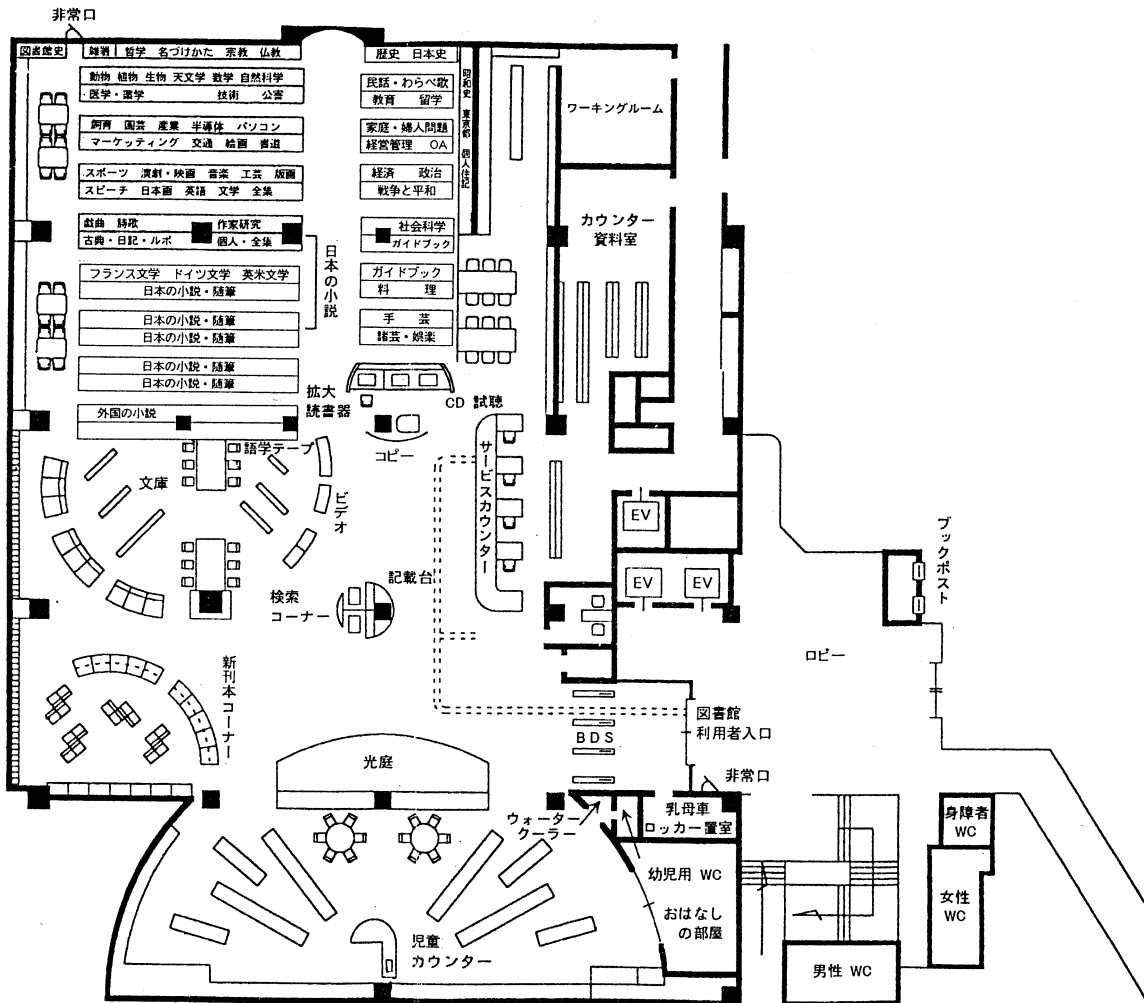 非常口
図書館史
雑著 哲学 名づけかた 宗教 仏教
動物 植物 生物 天文学 数学 自然科学
医学・薬学 技術 公害
飼育 園芸 産業 半導体 パソコン
マーケッティング 交通 絵画 書道
スポーツ 演劇・映画 音楽 工芸 版画
スピーチ 日本画 英語 文学 全集
戯曲 詩歌 作家研究
古典・日記・ルポ 個人・全集
フランス文学 ドイツ文学 英米文学
日本の小説・随筆
日本の小説・随筆
日本の小説・随筆
日本の小説・随筆
日本の小説・随筆
外国の小説
日本の小説
歴史 日本史
民話・わらべ歌
教育 留学
家庭・婦人問題
経営管理 OA
経済 政治
戦争と平和
社会科学
ガイドブック
ガイドブック
料 理
手 芸
諸芸・娯楽
昭和史 東京都 個人住記
ワーキングルーム
カウンター
資料室
拡大
読書器
CD 試聴
コピー
サービスカウンター
語学テープ
文庫
ビデオ
記載台
検索
コーナー
新刊本コーナー
EV
EV
EV
ブックポスト
ロビー
図書館
利用者入口
BDS
非常口
光庭
ウォーター
クーラー
乳母車
ロッカー置室
幼児用 WC
おはなし
の部屋
児童
カウンター
身障者
WC
女性
WC
男性 WC